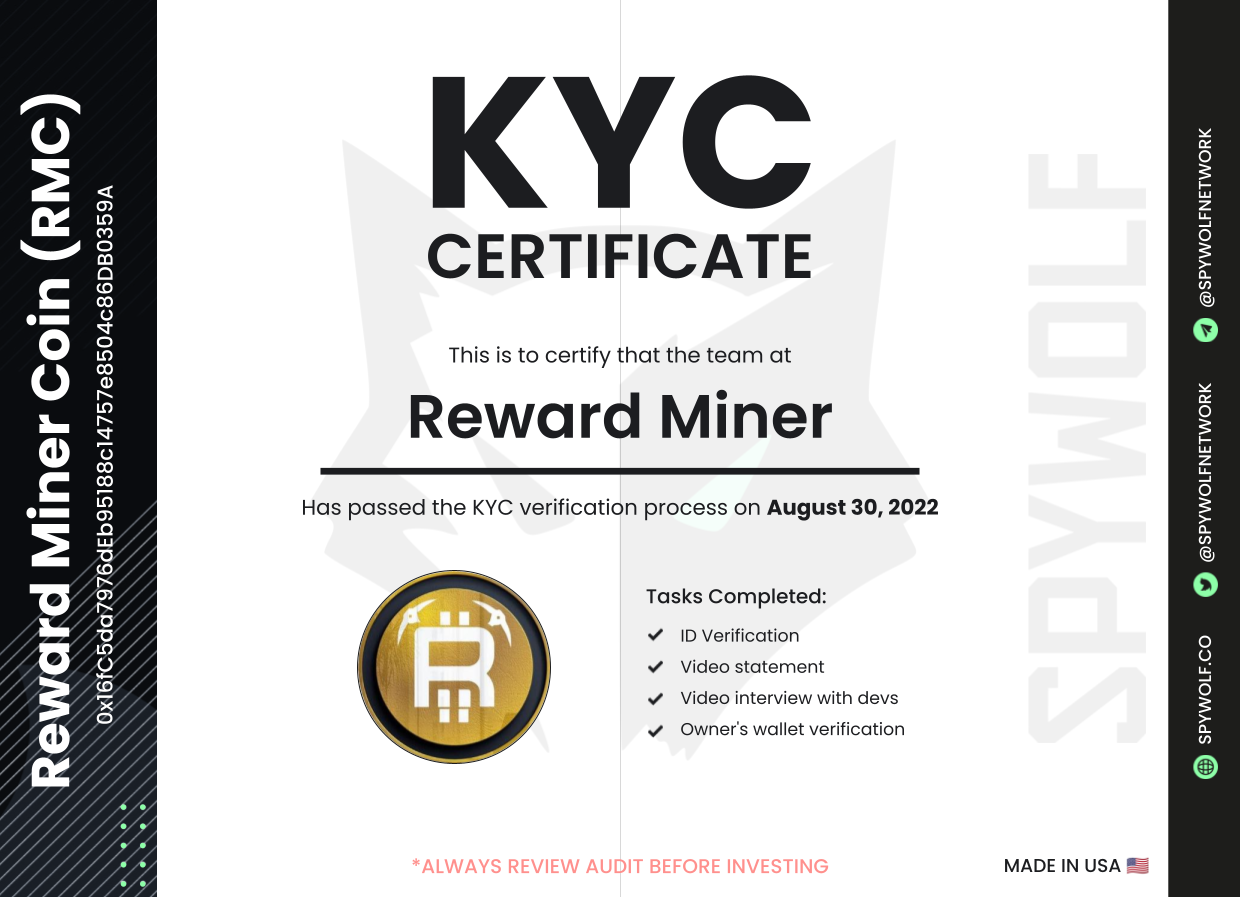 Reward Miner Coin (RMC)
0x16fC5da7976dEb95188c14757e8504c86DB0359A
KYC
CERTIFICATE
This is to certify that the team at
Reward Miner
Has passed the KYC verification process on August 30, 2022
Tasks Completed:
ID Verification
Video statement
Video interview with devs
Owner's wallet verification
*ALWAYS REVIEW AUDIT BEFORE INVESTING
MADE IN USA
SPYWOLF
@SPYWOLFNETWORK
@SPYWOLFNETWORK
SPYWOLF.CO